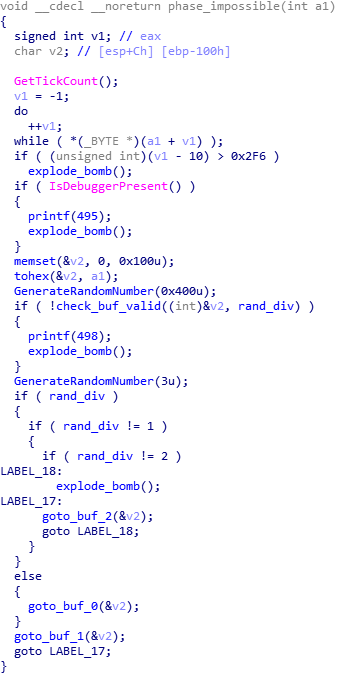 void __cdecl __noreturn phase_impossible(int a1)
{
  signed int v1; // eax
  char v2; // [esp+Ch] [ebp-100h]

  GetTickCount();
  v1 = -1;
  do
    ++v1;
  while ( *(_BYTE *)(a1 + v1) );
  if ( (unsigned int)(v1 - 10) > 0x2F6 )
    explode_bomb();
  if ( IsDebuggerPresent() )
  {
    printf(495);
    explode_bomb();
  }
  memset(&v2, 0, 0x100u);
  tohex(&v2, a1);
  GenerateRandomNumber(0x400u);
  if ( !check_buf_valid((int)&v2, rand_div) )
  {
    printf(498);
    explode_bomb();
  }
  GenerateRandomNumber(3u);
  if ( rand_div )
  {
    if ( rand_div != 1 )
    {
      if ( rand_div != 2 )
LABEL_18:
        explode_bomb();
LABEL_17:
      goto_buf_2(&v2);
      goto LABEL_18;
    }
  }
  else
  {
    goto_buf_0(&v2);
  }
  goto_buf_1(&v2);
  goto LABEL_17;
}